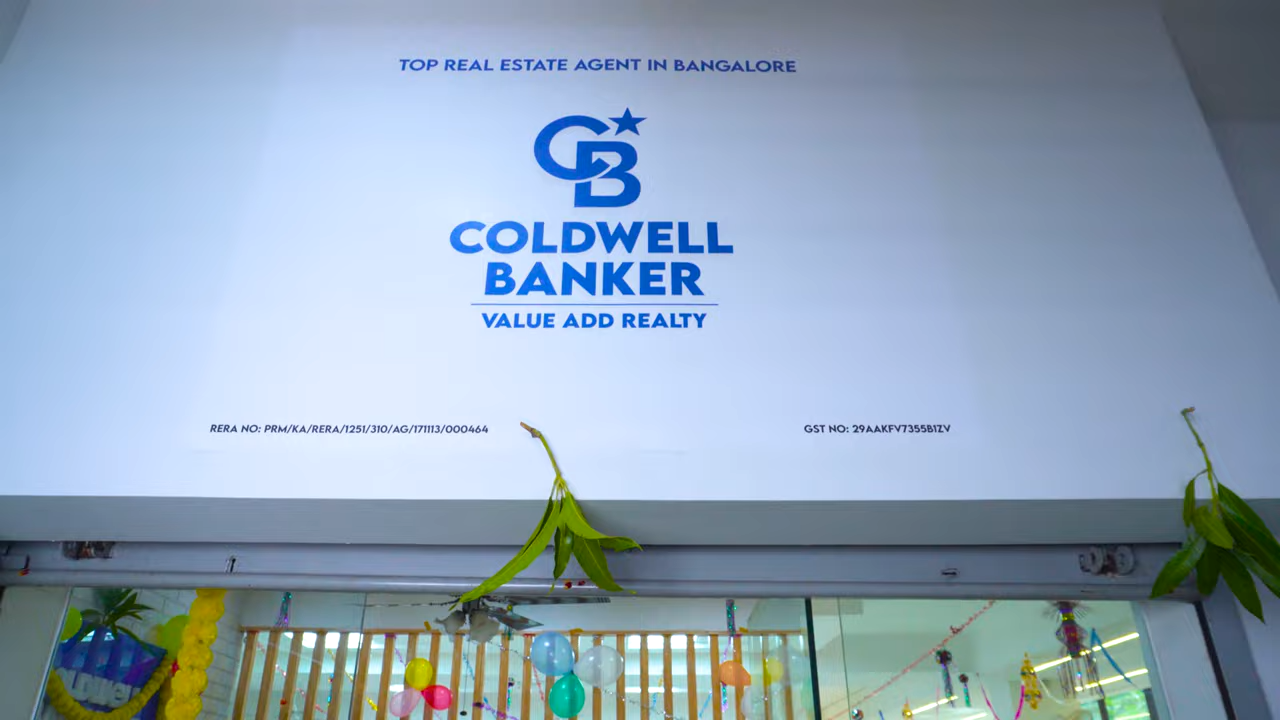 TOP REAL ESTATE AGENT IN BANGALORE
CB
COLDWELL
BANKER
VALUE ADD REALTY
RERA NO: PRM/KA/RERA/1251/310/AG/171113/000464
GST NO: 29AAKFV7355B1ZV